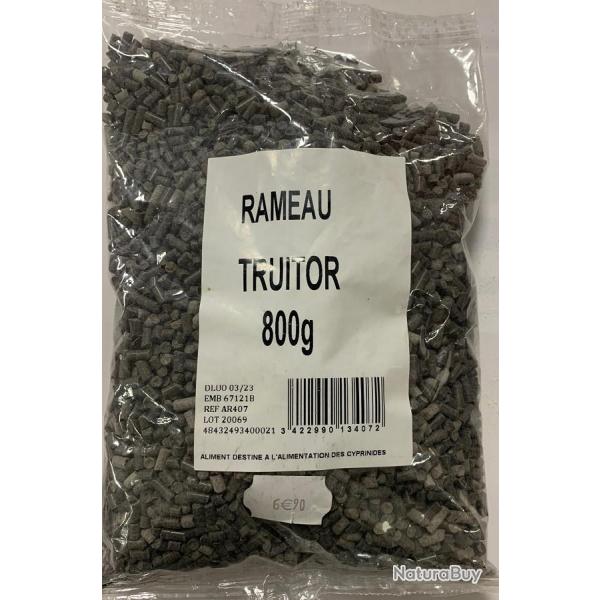 RAMEAU
TRUITOR
800g
DLUO 03/23
EMB 67121B
REF AR407
LOT 20069
48432493400021 3 422990 134072
ALIMENT DESTINE A L'ALIMENTATION DES CYPRINIDES
6€90
NaturaBuy